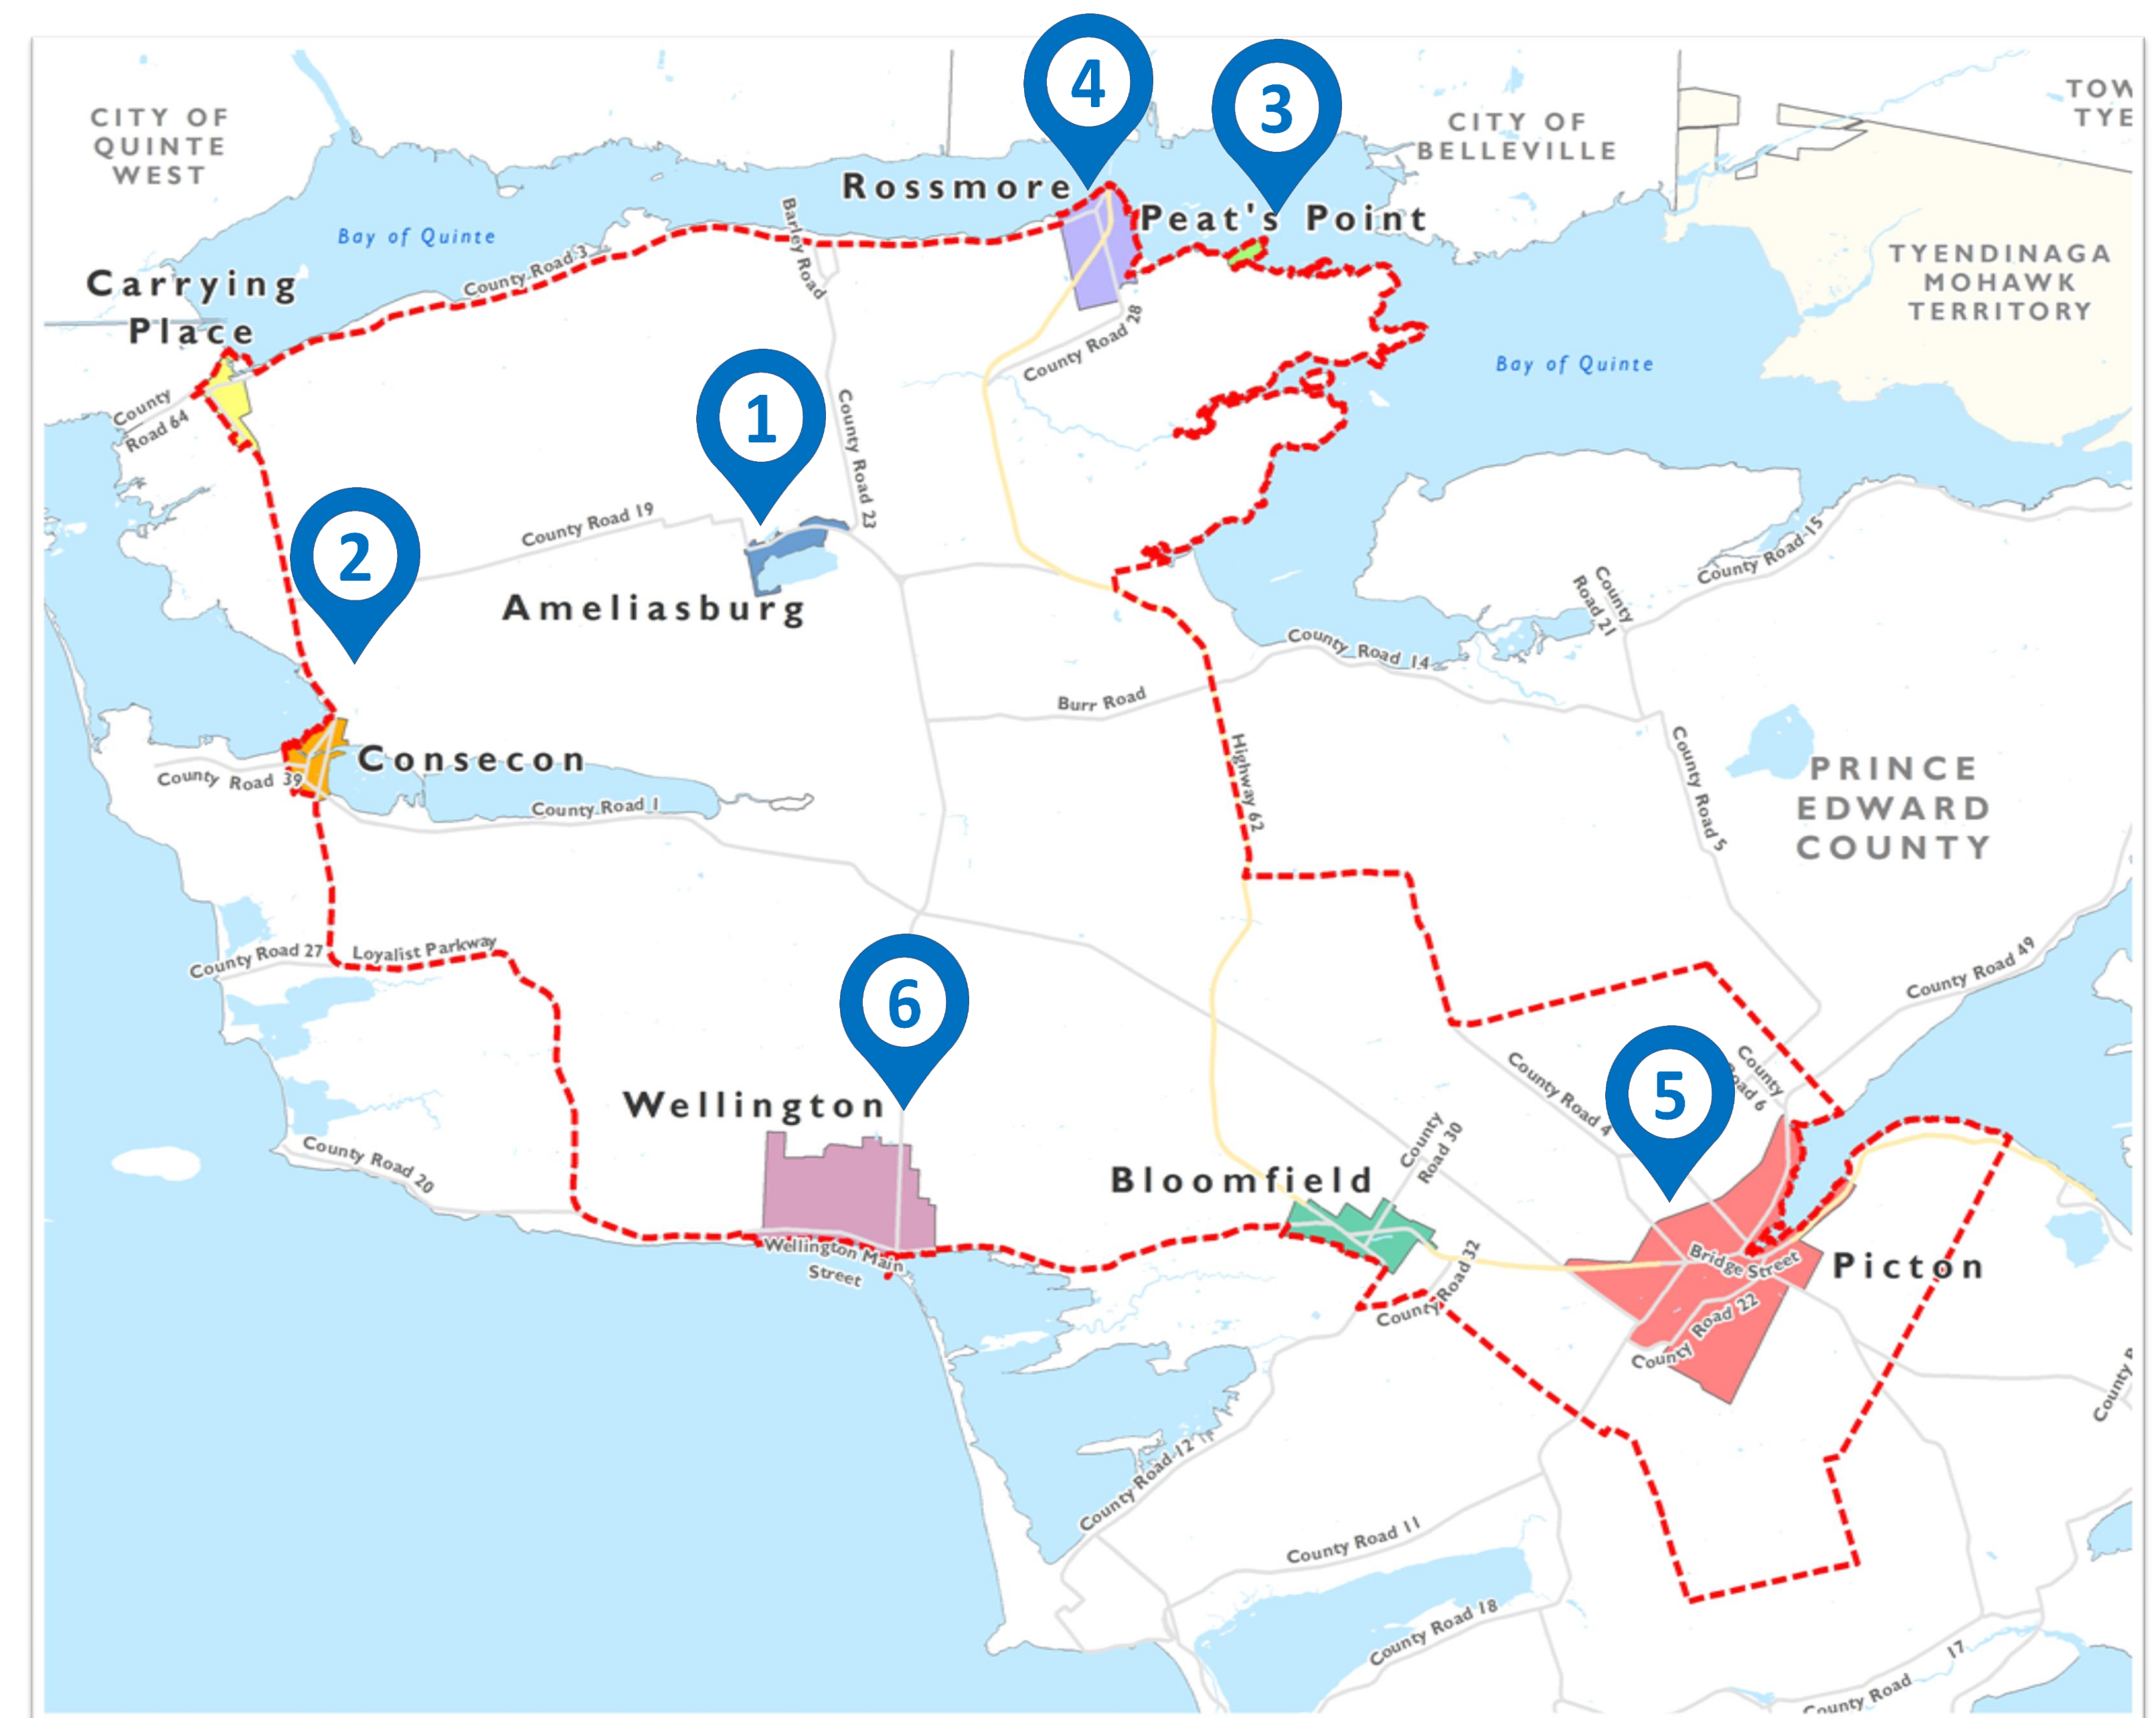 4
3
CITY OF
QUINTE
WEST
CITY OF
BELLEVILLE
TOW
TYE
Rossmore
Peat's Point
Bay of Quinte
Barley Road
County Road 3
TYENDINAGA
MOHAWK
TERRITORY
Carrying
Place
County Road 28
Bay of Quinte
County
Road 64
1
County Road 23
2
County Road 19
County Road 15
County
Road 21
Ameliasburg
County Road 14
Burr Road
Highway 62
County Road 5
Consecon
County Road 39
County Road 1
PRINCE
EDWARD
COUNTY
County Road 27
Loyalist Parkway
County Road 49
6
5
County Road 4
County
Road 6
Wellington
County
Road 30
County Road 20
Bloomfield
Wellington Main
Street
County Road 32
Bridge Street
Picton
County Road 22
County
County Road 12
County Road 11
County Road 18
County Road 17